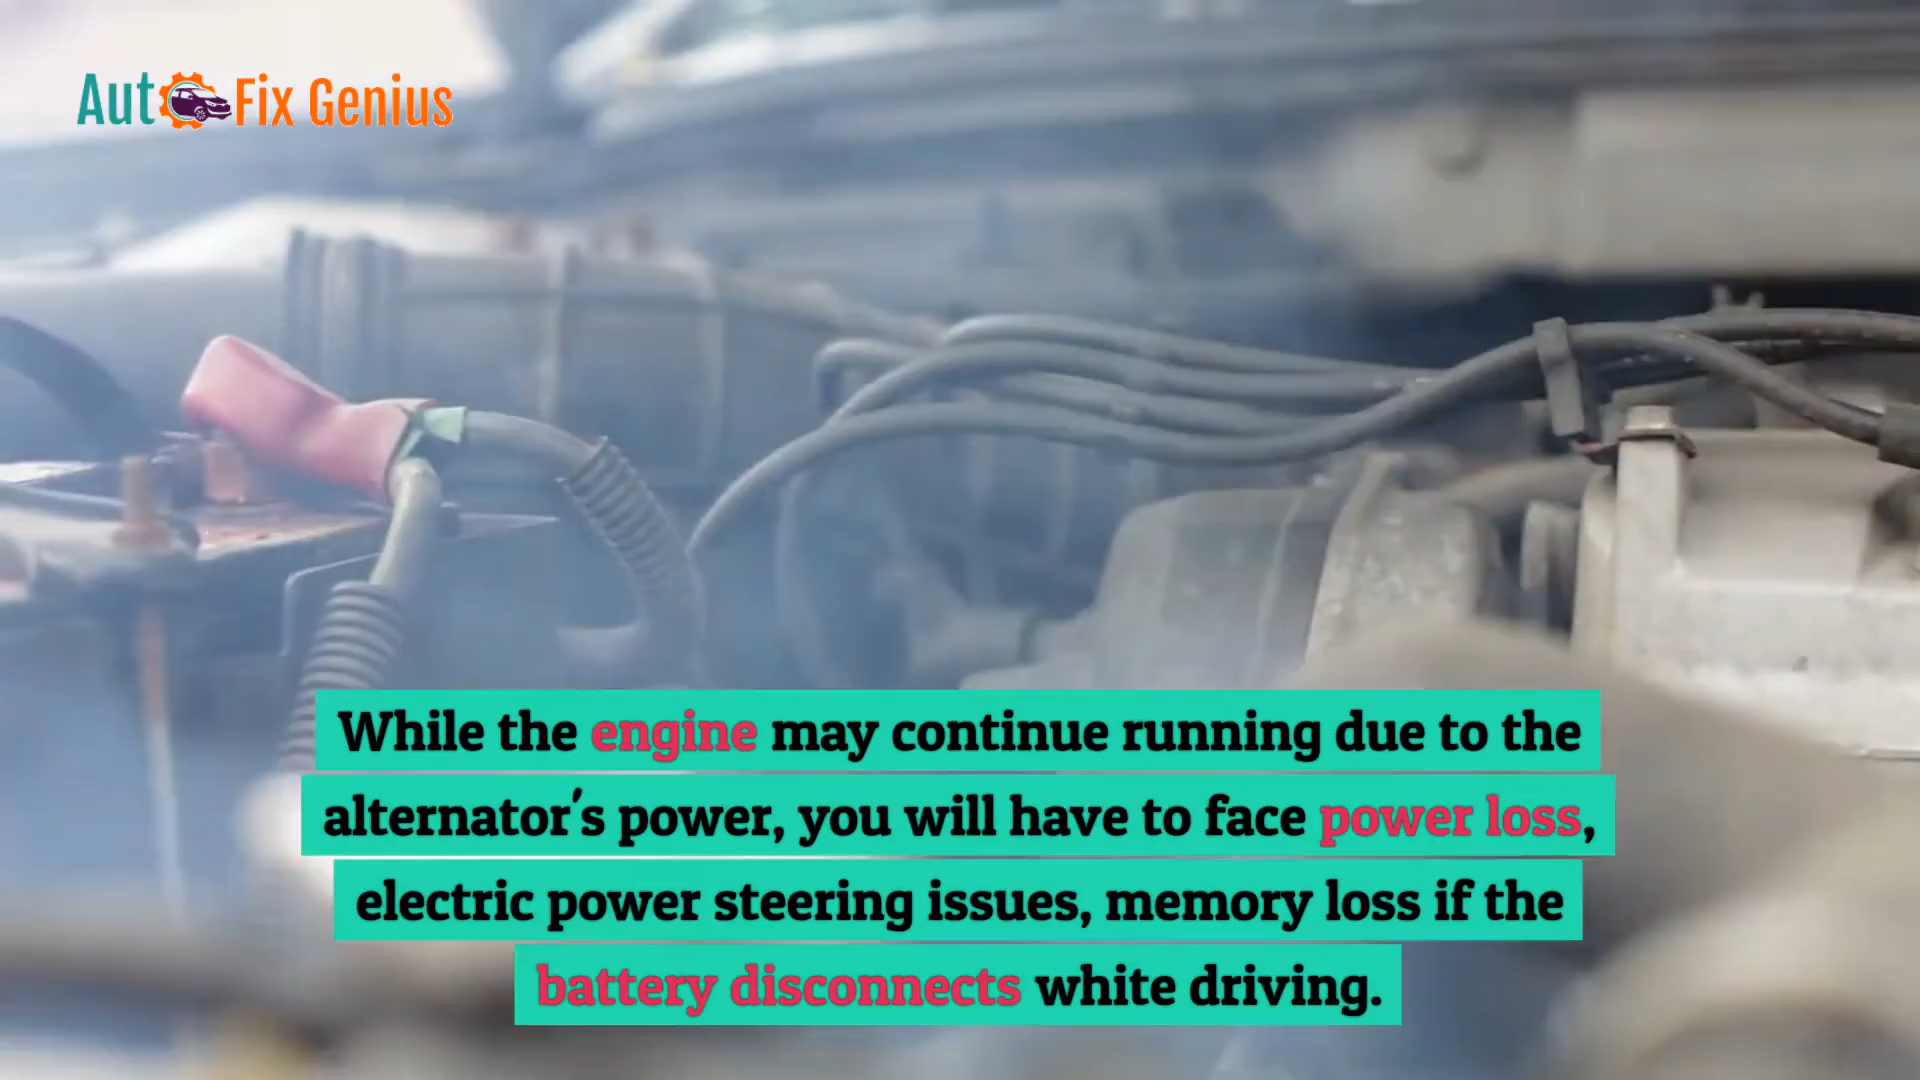 Aut Fix Genius
While the engine may continue running due to the
alternator's power, you will have to face power loss,
electric power steering issues, memory loss if the
battery disconnects white driving.